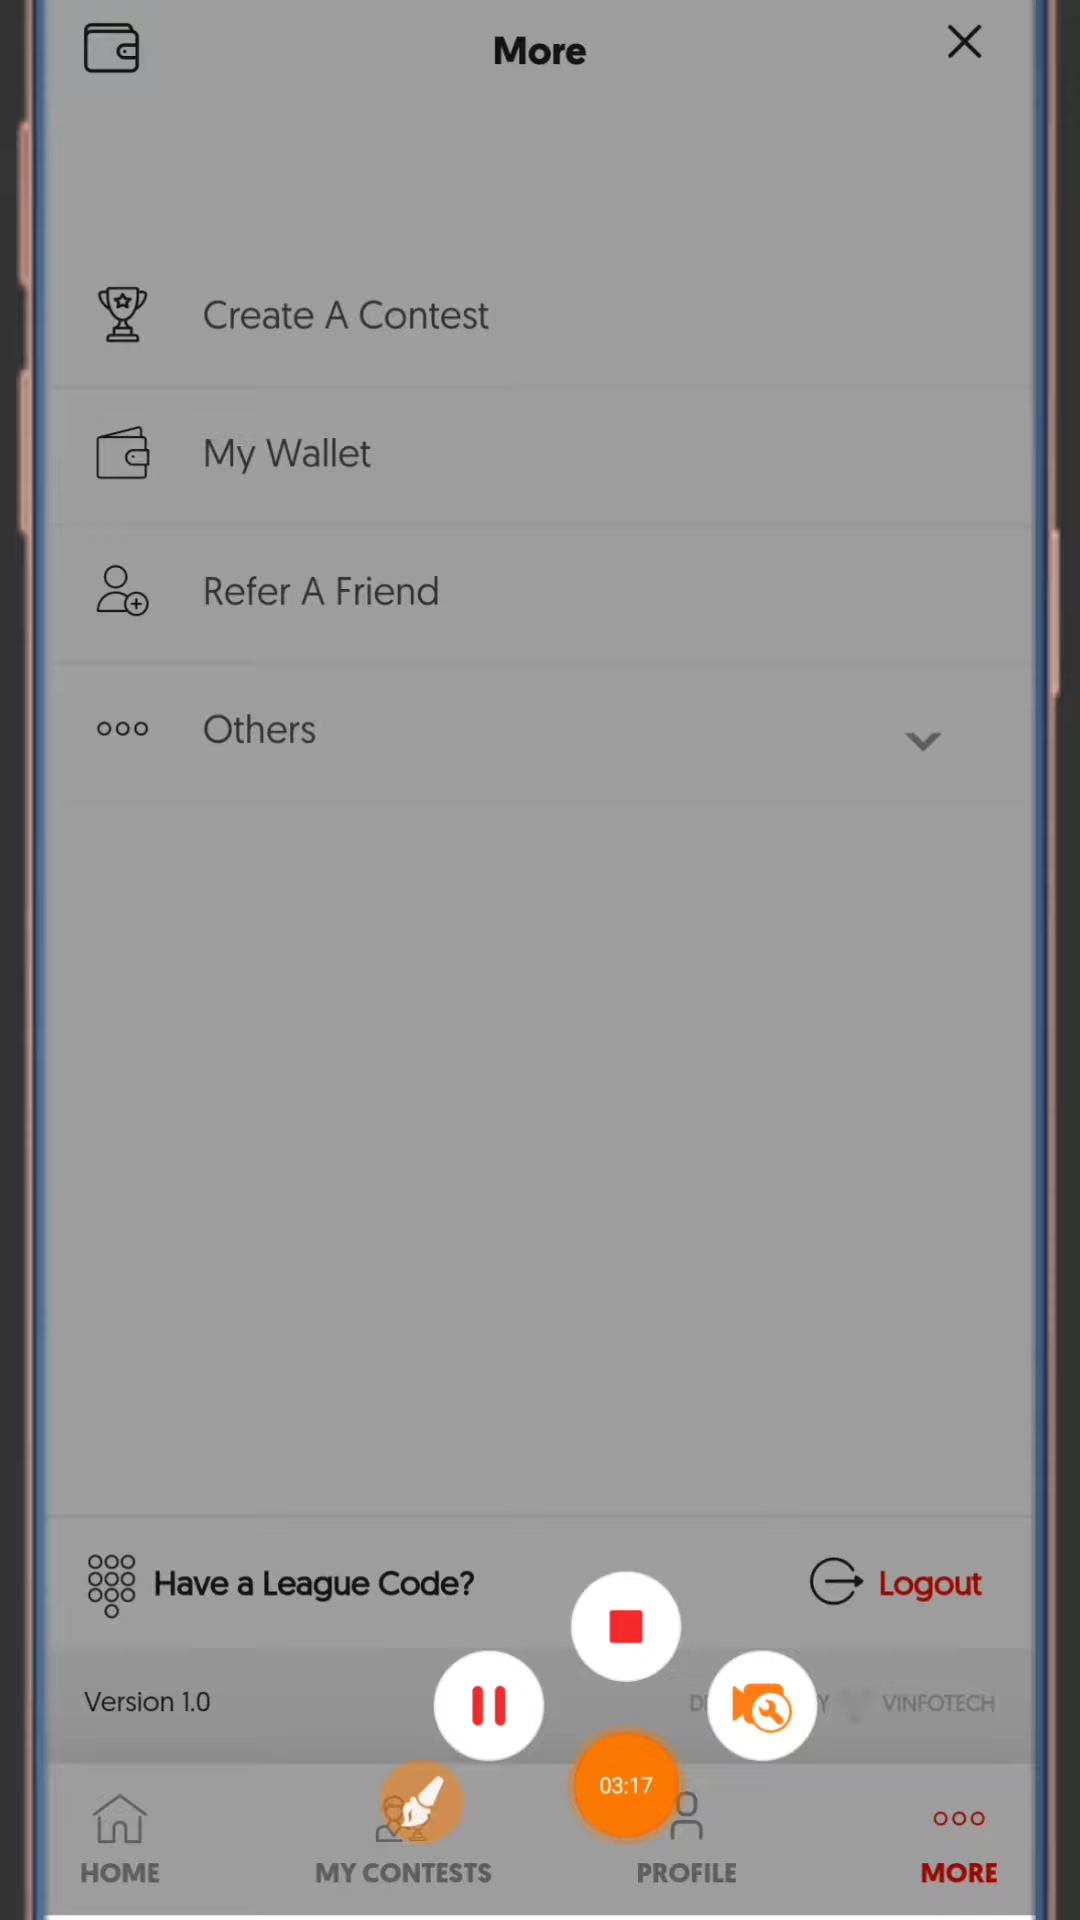 More
Create A Contest
My Wallet
Refer A Friend
Others
Have a League Code?
Logout
Version 1.0
VINFOTECH
03:17
HOME
MY CONTESTS
PROFILE
MORE